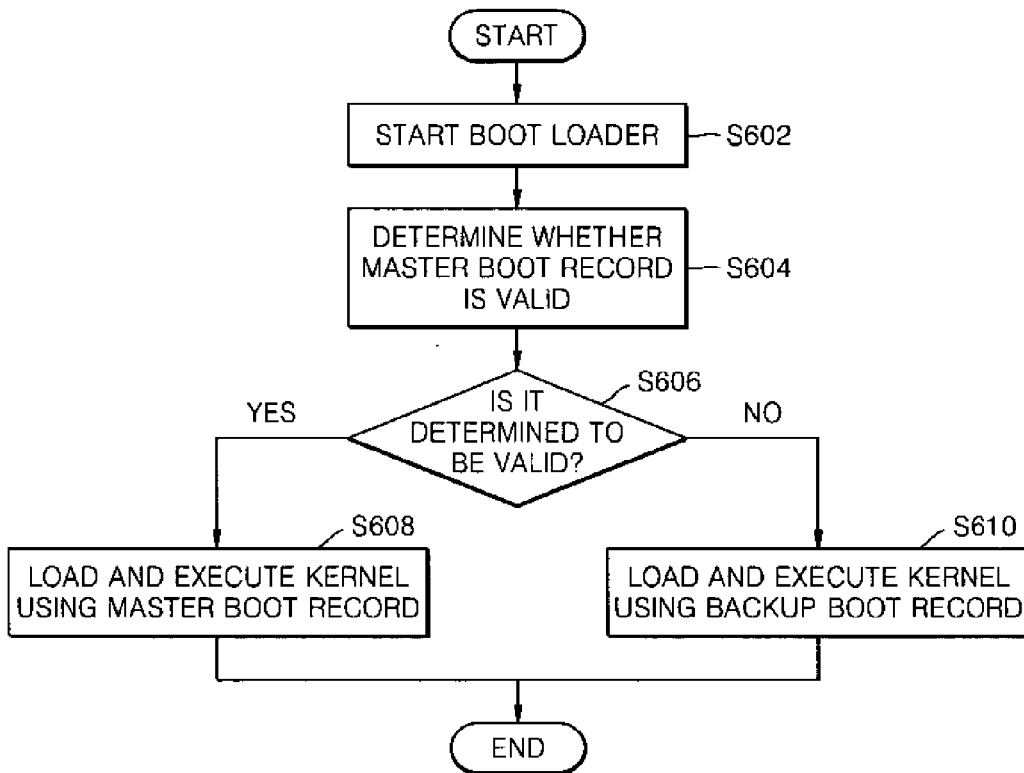 START
START BOOT LOADER
S602
DETERMINE WHETHER
MASTER BOOT RECORD
IS VALID
S604
S606
IS IT
DETERMINED TO
BE VALID?
YES
NO
S608
LOAD AND EXECUTE KERNEL
USING MASTER BOOT RECORD
S610
LOAD AND EXECUTE KERNEL
USING BACKUP BOOT RECORD
END